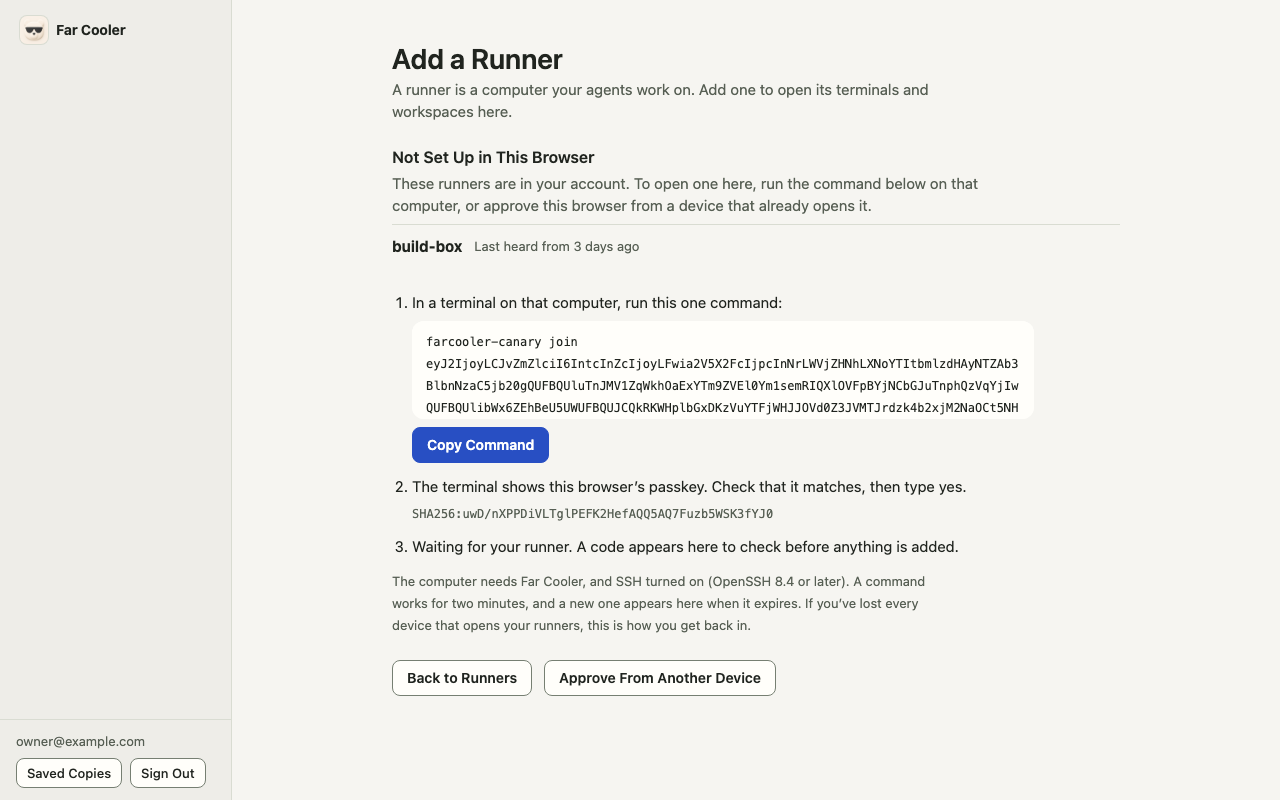 Far Cooler
Add a Runner
A runner is a computer your agents work on. Add one to open its terminals and
workspaces here.
Not Set Up in This Browser
These runners are in your account. To open one here, run the command below on that
computer, or approve this browser from a device that already opens it.
build-box Last heard from 3 days ago
1. In a terminal on that computer, run this one command:
farcooler-canary join
eyJ2IjoyLCJvZmZlciI6IntcInZcIjoyLFwia2V5X2FcIjpcInNrLWVjZHNhLXNoYTItbmlzdHAyNTZAb3
BlbnNzaC5jb20gQUFBQUluTnJMV1ZqWkhOaExYTm9ZVEl0Ym1semRIQXlOVFpBYjNCbGJuTnphQzVqYjIw
QUFBQUlibWx6ZEhBeU5UWUFBQUJCQkRKWHplbGxDKzVuYTFjWHJJOVd0Z3JVMTJrdzk4b2xjM2NaOCt5NH
Copy Command
2. The terminal shows this browser’s passkey. Check that it matches, then type yes.
SHA256:uwD/nXPPDiVLTglPEFK2HefAQQ5AQ7Fuzb5WSK3fYJ0
3. Waiting for your runner. A code appears here to check before anything is added.
The computer needs Far Cooler, and SSH turned on (OpenSSH 8.4 or later). A command
works for two minutes, and a new one appears here when it expires. If you’ve lost every
device that opens your runners, this is how you get back in.
Back to Runners Approve From Another Device
owner@example.com
Saved Copies Sign Out